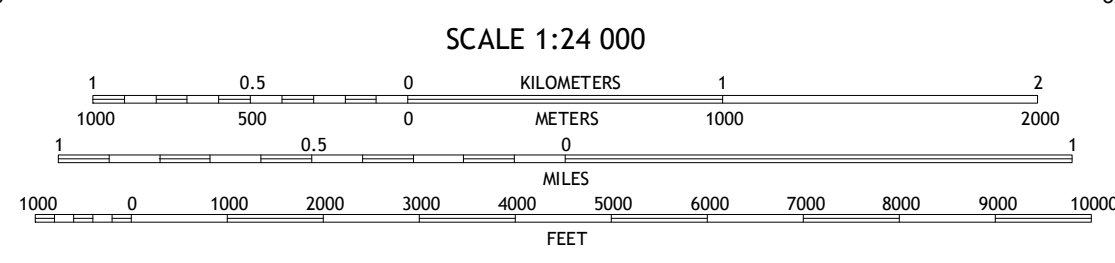 SCALE 1:24 000
1 0.5 0 KILOMETERS 1 2
1000 500 0 METERS 1000 2000
1 0.5 0 1
MILES
1000 0 1000 2000 3000 4000 5000 6000 7000 8000 9000 10000
FEET